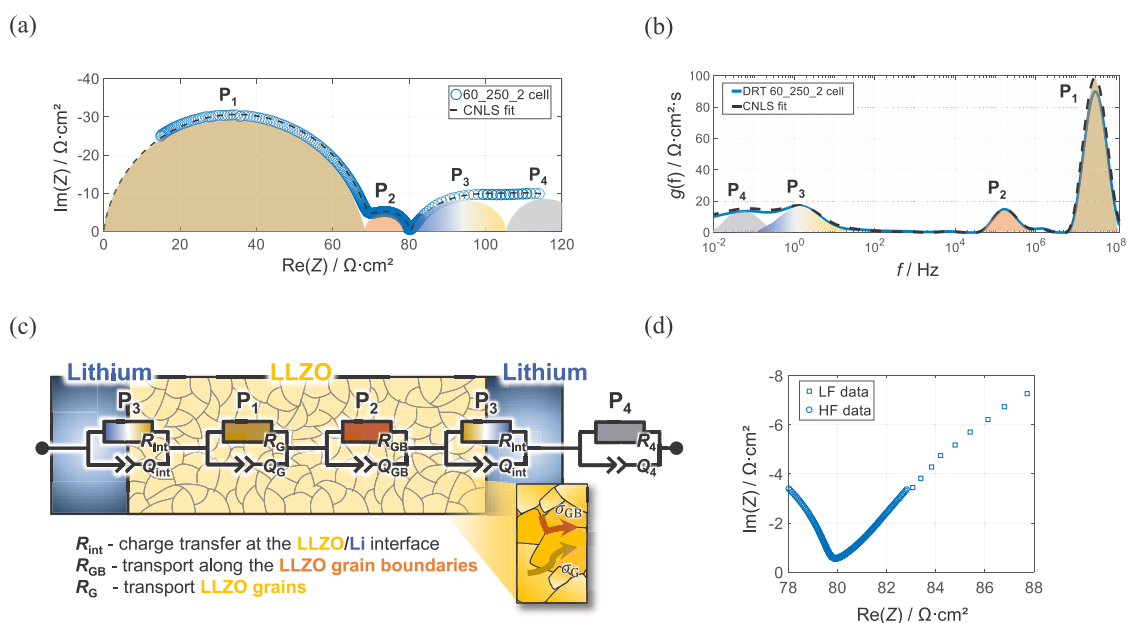 (a)
-40
-30
-20
-10
0
0 20 40 60 80 100 120
Im(Z) / Ω·cm²
Re(Z) / Ω·cm²
P1
P2
P3
P4
60_250_2 cell
CNLS fit
(b)
100
80
60
40
20
0
10⁻² 10⁰ 10² 10⁴ 10⁶ 10⁸
g(f) / Ω·cm²·s
f / Hz
DRT 60_250_2 cell
CNLS fit
P4
P3
P2
P1
(c)
Lithium LLZO Lithium
P3 P1 P2 P3 P4
Rint RG RGB Rint R4
Qint QG QGB Qint Q4
σGB
σG
Rint - charge transfer at the LLZO/Li interface
RGB - transport along the LLZO grain boundaries
RG - transport LLZO grains
(d)
-8
-6
-4
-2
0
78 80 82 84 86 88
Im(Z) / Ω·cm²
Re(Z) / Ω·cm²
LF data
HF data